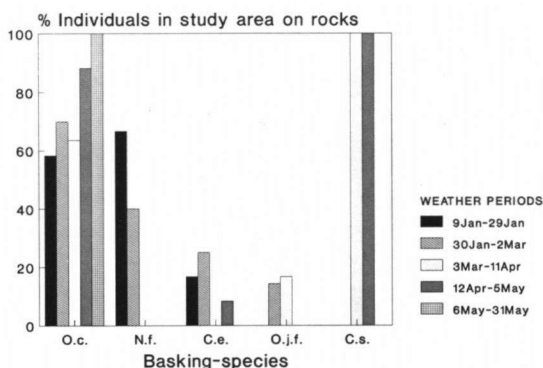 % Individuals in study area on rocks
100
80
60
40
20
0
O.c. N.f. C.e. O.j.f. C.s.
Basking-species
WEATHER PERIODS
9Jan-29Jan
30Jan-2Mar
3Mar-11Apr
12Apr-5May
6May-31May